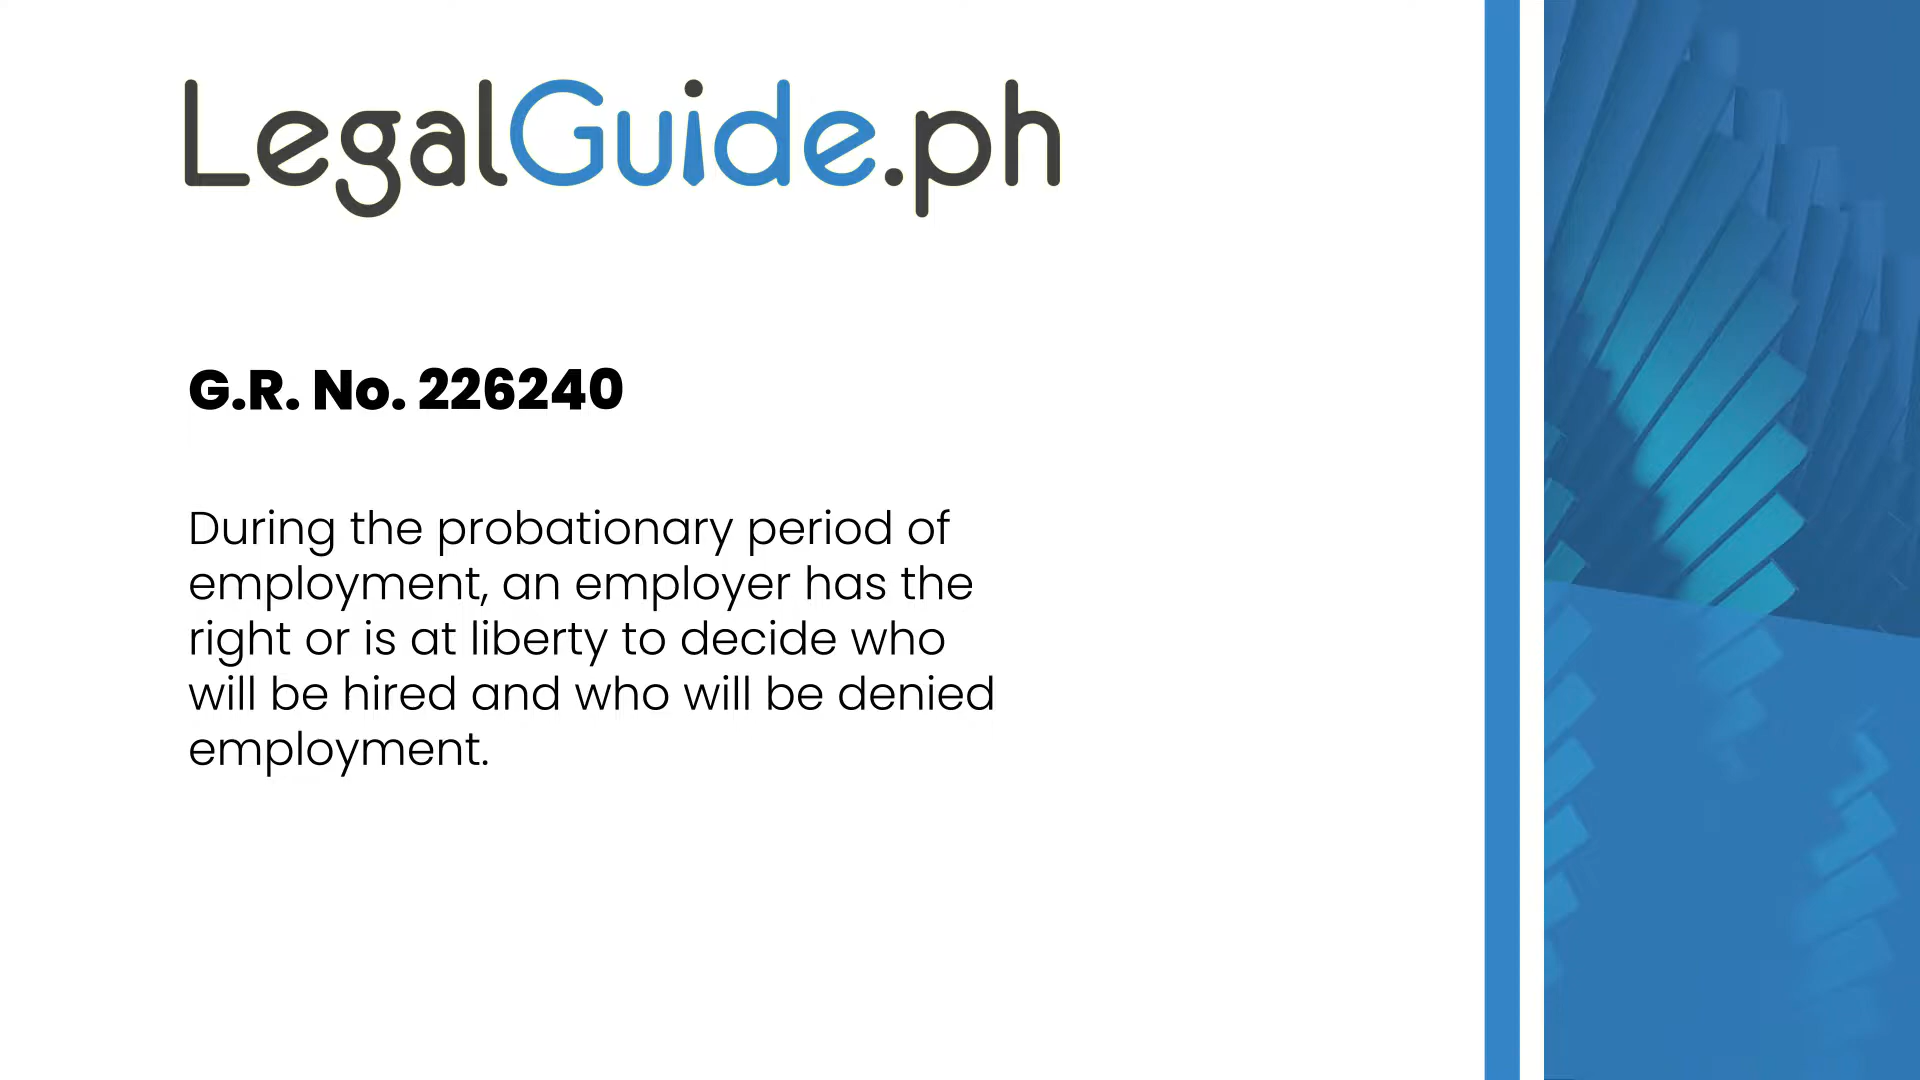 LegalGuide.ph
G.R. No. 226240
During the probationary period of
employment, an employer has the
right or is at liberty to decide who
will be hired and who will be denied
employment.